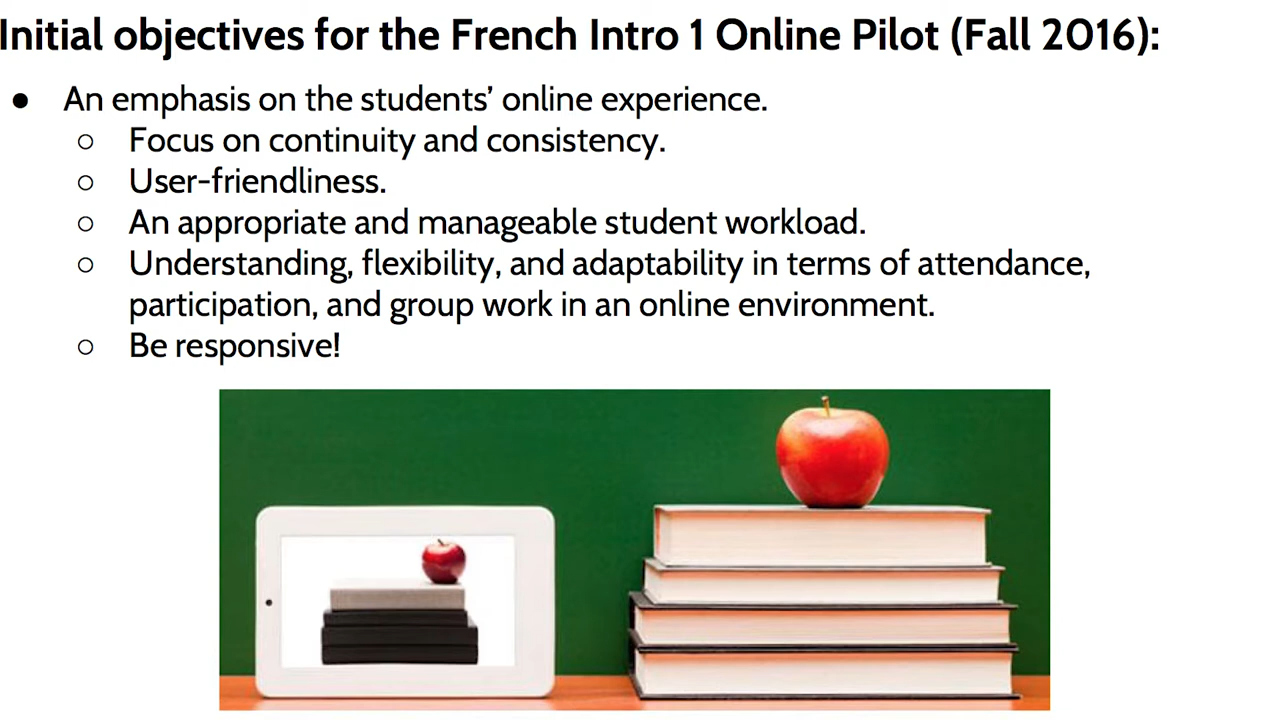 Initial objectives for the French Intro 1 Online Pilot (Fall 2016):
● An emphasis on the students’ online experience.
○ Focus on continuity and consistency.
○ User-friendliness.
○ An appropriate and manageable student workload.
○ Understanding, flexibility, and adaptability in terms of attendance,
participation, and group work in an online environment.
○ Be responsive!